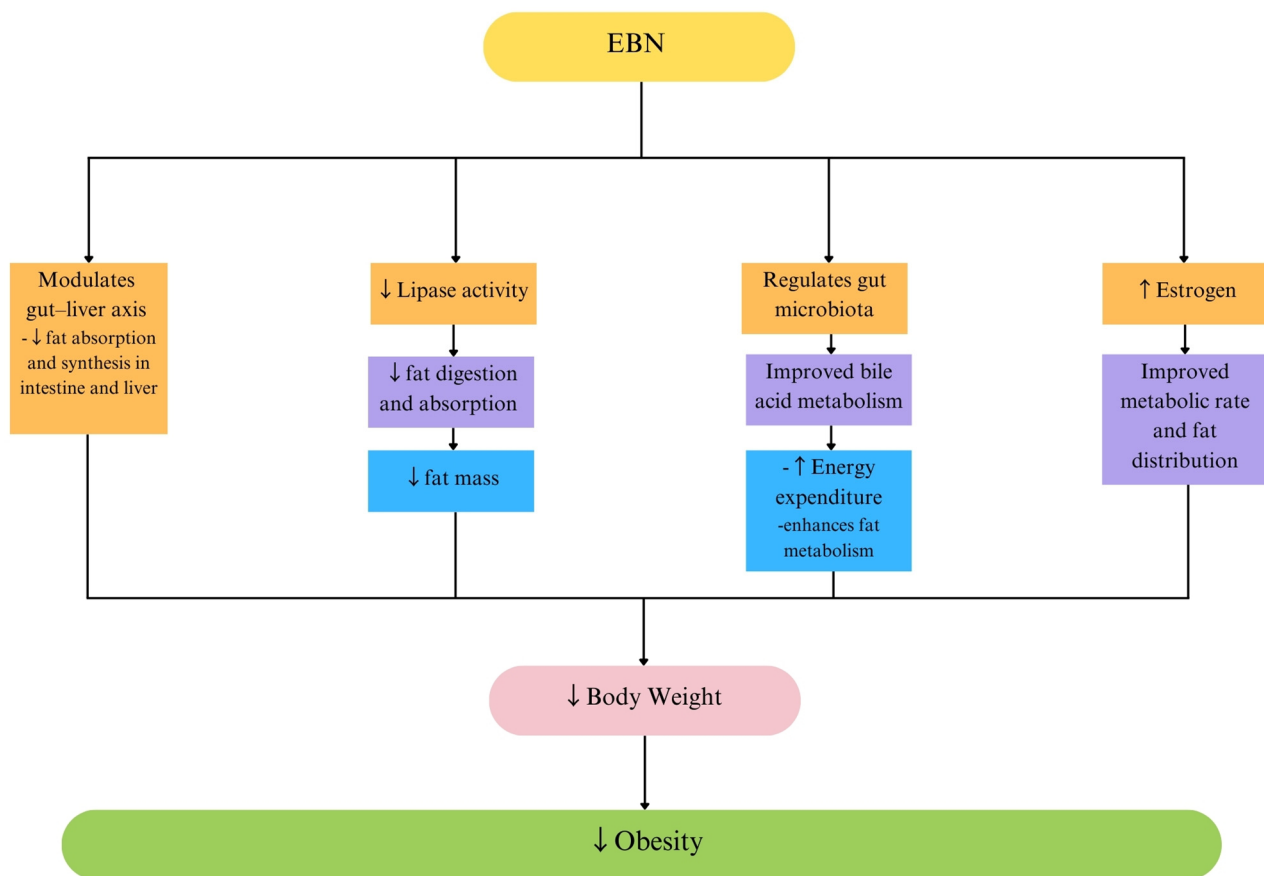 EBN
Modulates
gut–liver axis
- ↓ fat absorption
and synthesis in
intestine and liver
↓ Lipase activity
↓ fat digestion
and absorption
↓ fat mass
Regulates gut
microbiota
Improved bile
acid metabolism
- ↑ Energy
expenditure
-enhances fat
metabolism
↑ Estrogen
Improved
metabolic rate
and fat
distribution
↓ Body Weight
↓ Obesity